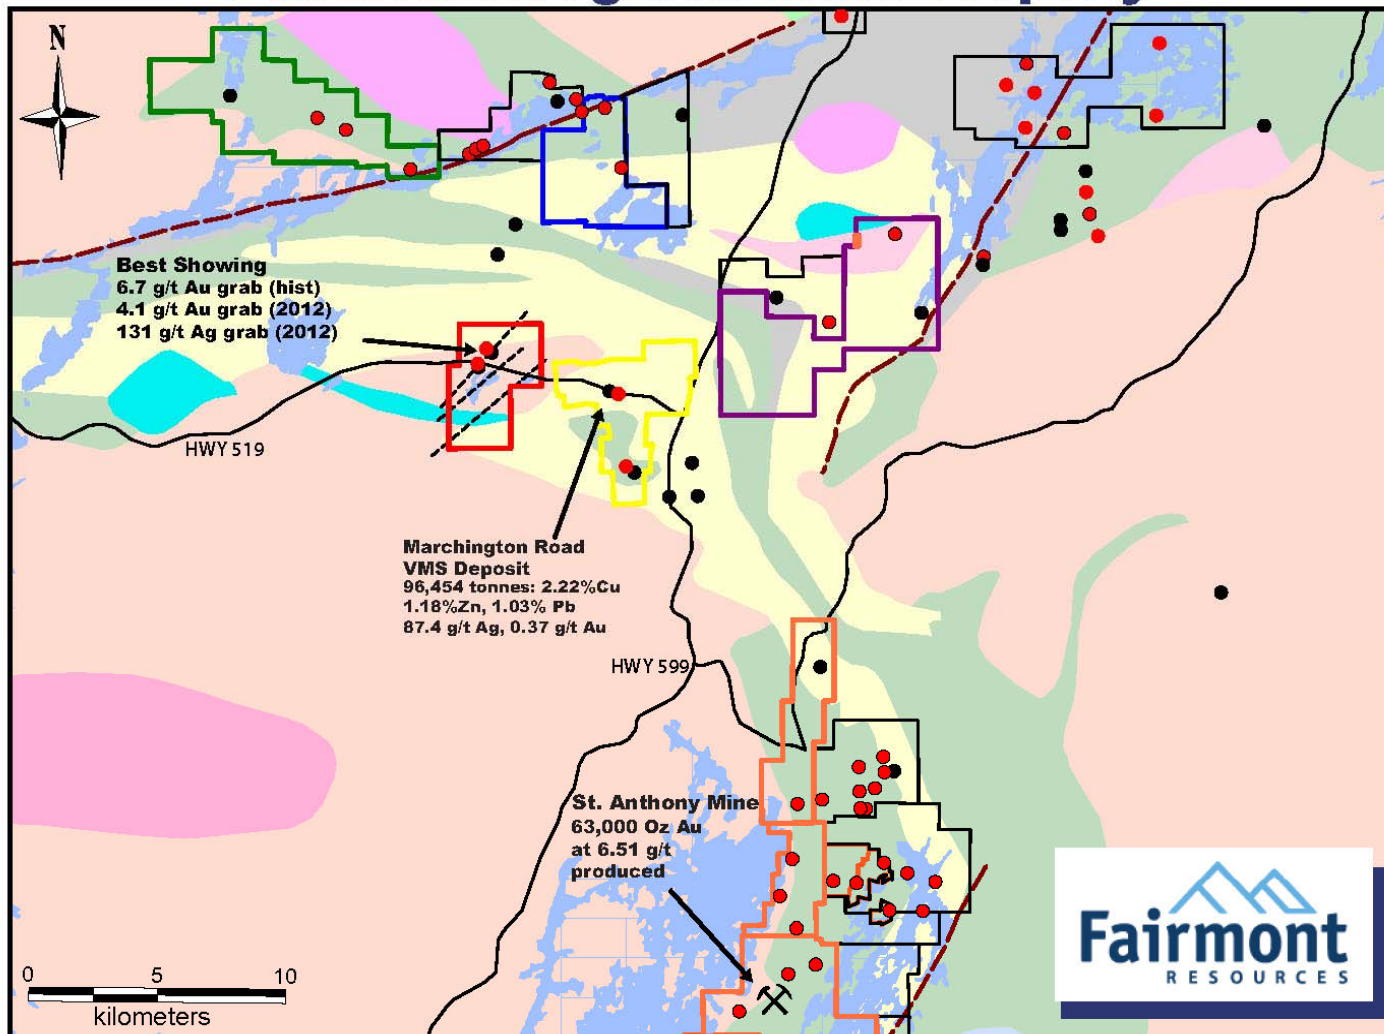 N
Best Showing
6.7 g/t Au grab (hist)
4.1 g/t Au grab (2012)
131 g/t Ag grab (2012)
HWY 519
Marchington Road
VMS Deposit
96,454 tonnes: 2.22%Cu
1.18%Zn, 1.03% Pb
87.4 g/t Ag, 0.37 g/t Au
HWY 599
St. Anthony Mine
63,000 Oz Au
at 6.51 g/t
produced
Fairmont
RESOURCES
0 5 10
kilometers